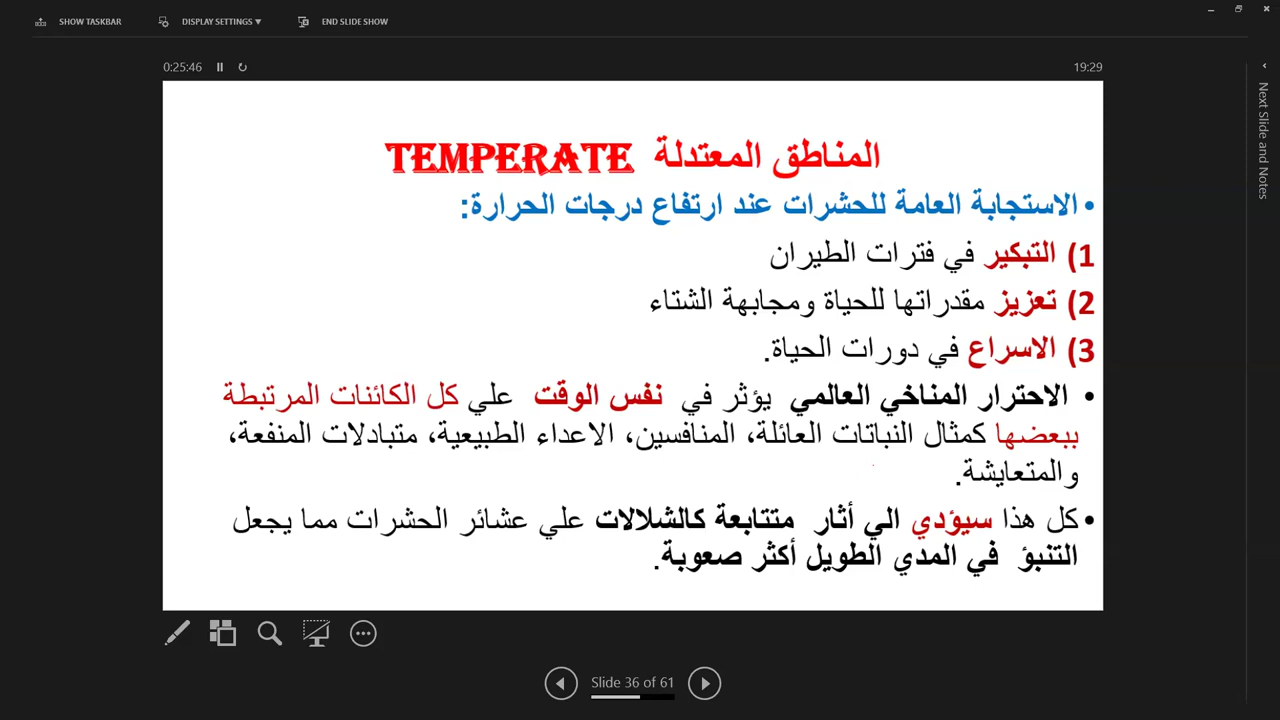 SHOW TASKBAR
DISPLAY SETTINGS ▼
END SLIDE SHOW
0:25:46
19:29
Next Slide and Notes
المناطق المعتدلة TEMPERATE
• الاستجابة العامة للحشرات عند ارتفاع درجات الحرارة:
1) التبكير في فترات الطيران
2) تعزيز مقدراتها للحياة ومجابهة الشتاء
3) الاسراع في دورات الحياة.
• الاحترار المناخي العالمي يؤثر في نفس الوقت علي كل الكائنات المرتبطة
ببعضها كمثال النباتات العائلة، المنافسين، الاعداء الطبيعية، متبادلات المنفعة،
والمتعايشة.
• كل هذا سيؤدي الي أثار متتابعة كالشلالات علي عشائر الحشرات مما يجعل
التنبؤ في المدي الطويل أكثر صعوبة.
Slide 36 of 61